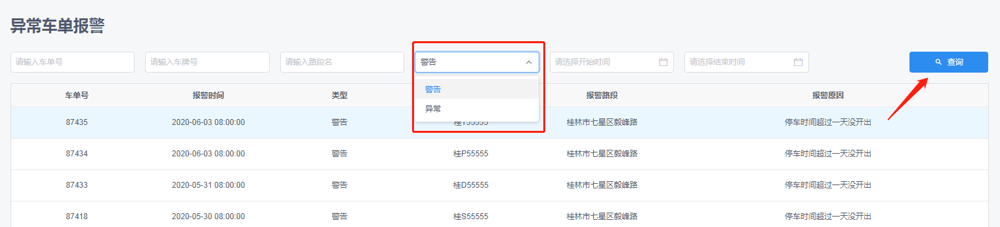 异常车单报警
请输入车单号 请输入车牌号 请输入路段名 警告 请选择开始时间 请选择结束时间 查询
警告
异常
车单号 报警时间 类型 报警路段 报警原因
87435 2020-06-03 08:00:00 警告 桂T55555 桂林市七星区毅峰路 停车时间超过一天没开出
87434 2020-06-03 08:00:00 警告 桂P55555 桂林市七星区毅峰路 停车时间超过一天没开出
87433 2020-05-31 08:00:00 警告 桂D55555 桂林市七星区毅峰路 停车时间超过一天没开出
87418 2020-05-30 08:00:00 警告 桂S55555 桂林市七星区毅峰路 停车时间超过一天没开出